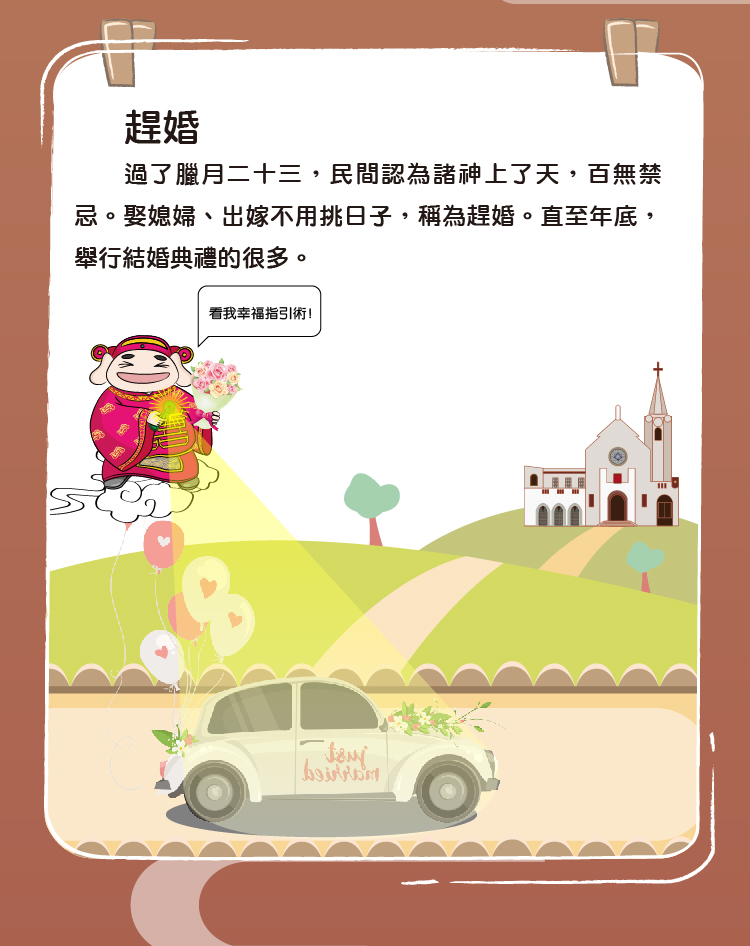 趕婚
過了臘月二十三，民間認為諸神上了天，百無禁
忌。娶媳婦、出嫁不用挑日子，稱為趕婚。直至年底，
舉行結婚典禮的很多。
看我幸福指引術!
just
married